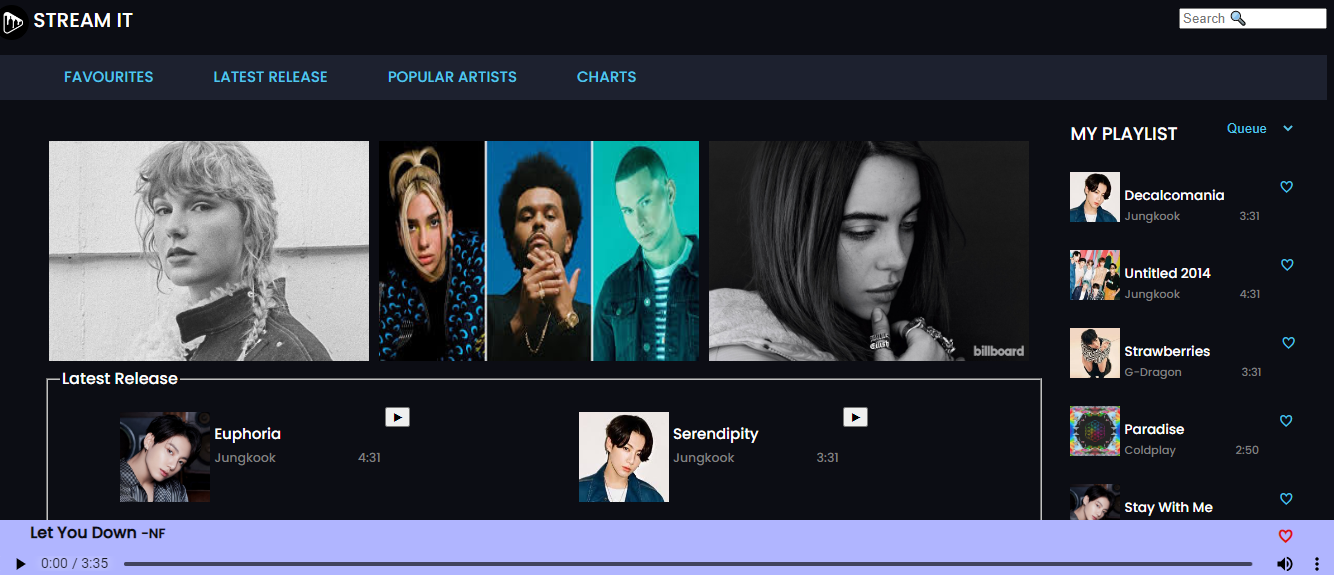 STREAM IT
Search 🔍
FAVOURITES
LATEST RELEASE
POPULAR ARTISTS
CHARTS
MY PLAYLIST
Queue
Decalcomania
Jungkook 3:31
Untitled 2014
Jungkook 4:31
Strawberries
G-Dragon 3:31
Paradise
Coldplay 2:50
Stay With Me
billboard
Latest Release
Euphoria
Jungkook 4:31
Serendipity
Jungkook 3:31
Let You Down -NF
0:00 / 3:35